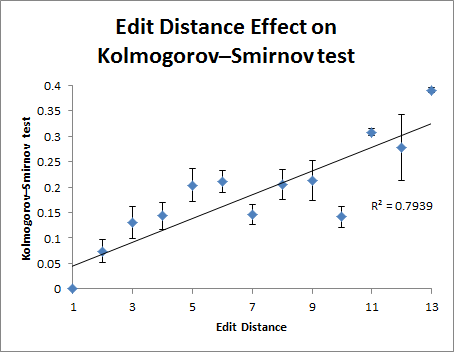 Edit Distance Effect on
Kolmogorov–Smirnov test
Kolmogorov–Smirnov test
0.4
0.35
0.3
0.25
0.2
0.15
0.1
0.05
0
R² = 0.7939
1 3 5 7 9 11 13
Edit Distance